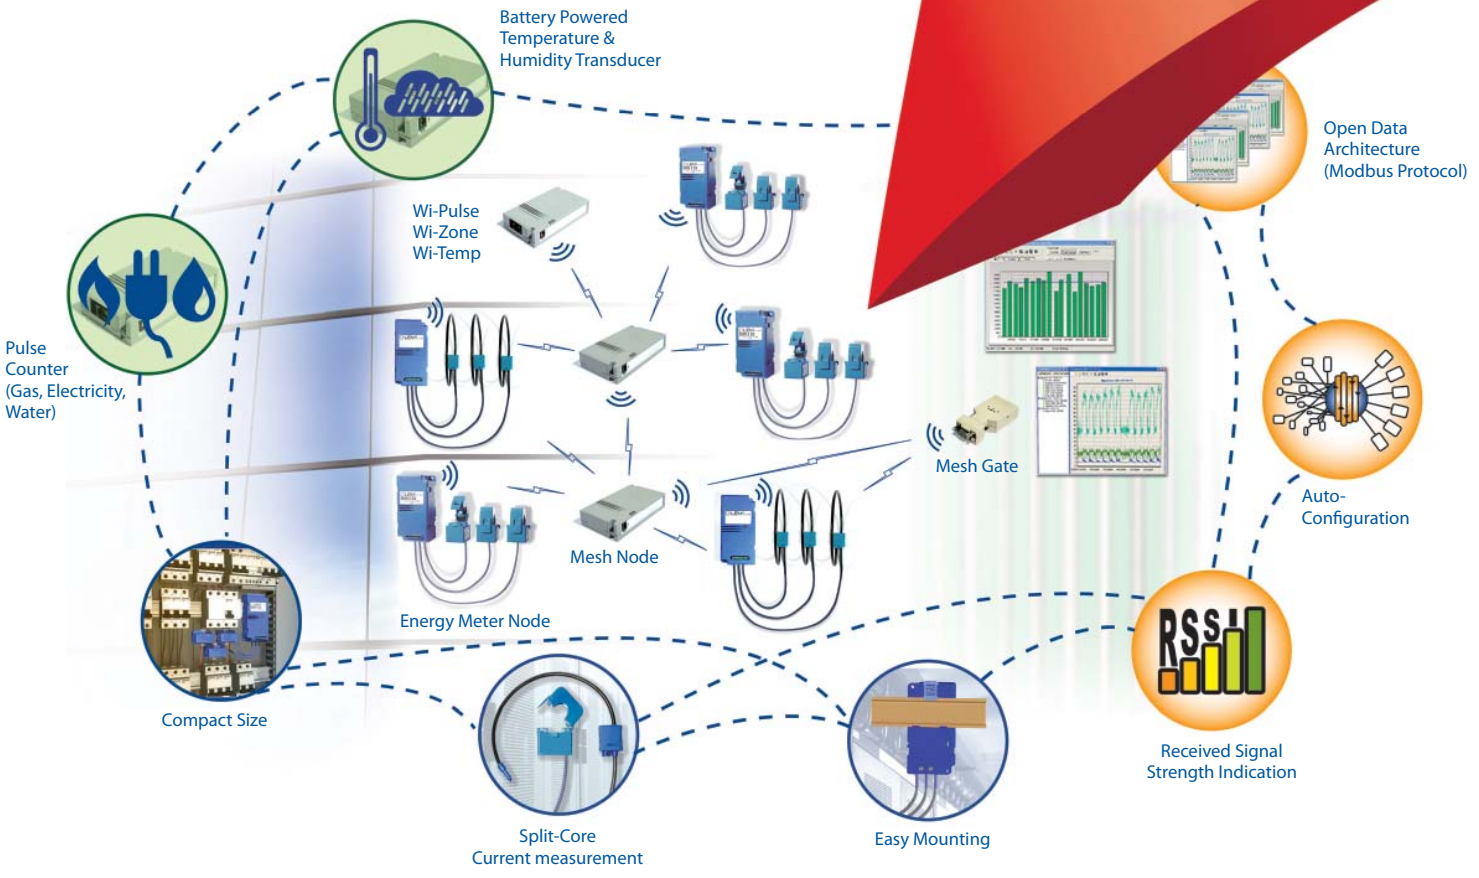 Battery Powered
Temperature &
Humidity Transducer
Open Data
Architecture
(Modbus Protocol)
Wi-Pulse
Wi-Zone
Wi-Temp
Pulse
Counter
(Gas, Electricity,
Water)
Mesh Gate
Auto-
Configuration
Mesh Node
Energy Meter Node
RSSI
Compact Size
Received Signal
Strength Indication
Split-Core
Current measurement
Easy Mounting